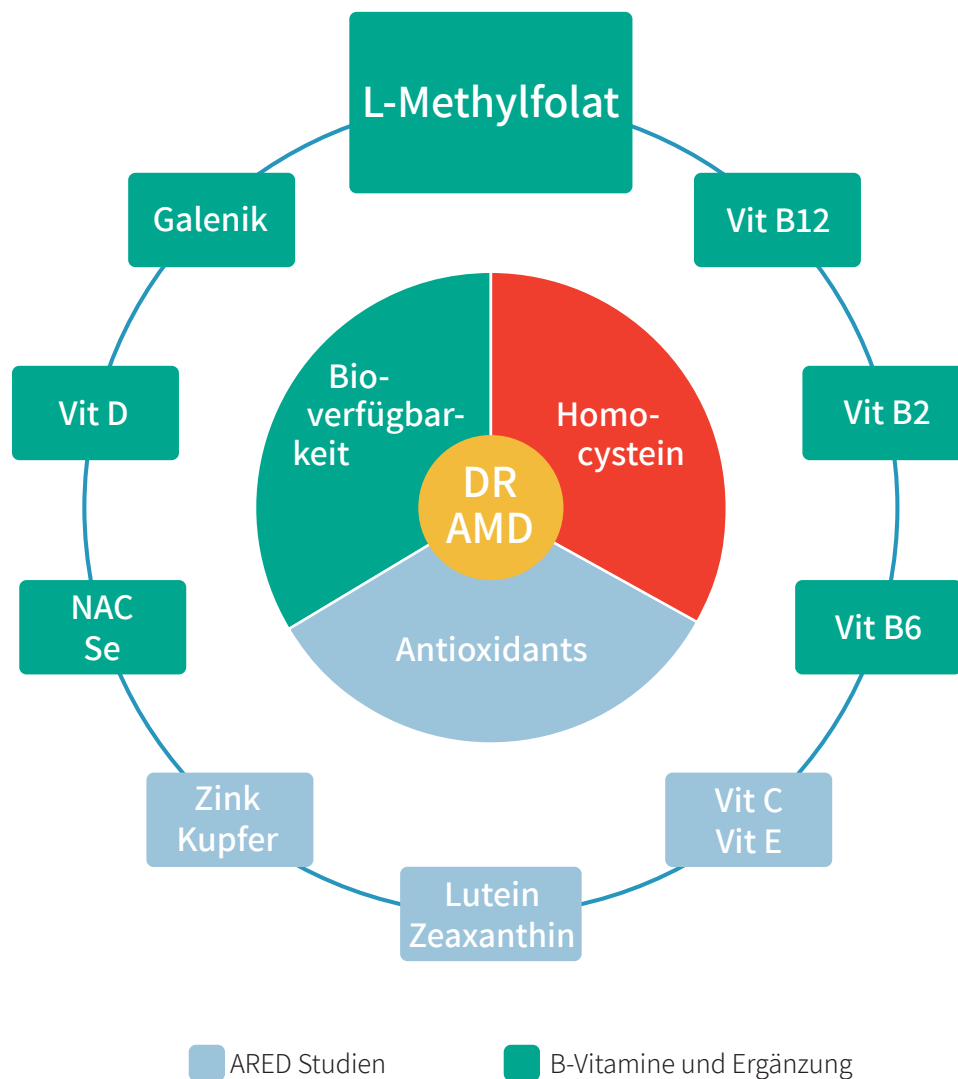 L-Methylfolat
Galenik
Vit B12
Vit D
Vit B2
Bio-
verfügbar-
keit
Homo-
cystein
DR
AMD
Antioxidants
NAC
Se
Vit B6
Zink
Kupfer
Vit C
Vit E
Lutein
Zeaxanthin
ARED Studien
B-Vitamine und Ergänzung